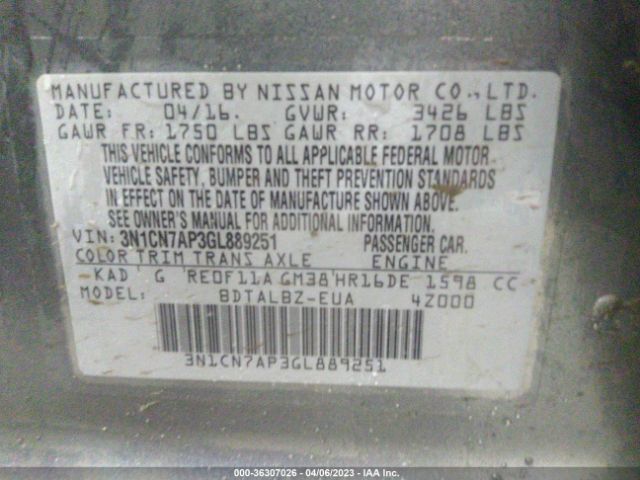 MANUFACTURED BY NISSAN MOTOR CO., LTD.
DATE: 04/16. GVWR: 3426 LBS
GAWR FR: 1750 LBS GAWR RR: 1708 LBS
THIS VEHICLE CONFORMS TO ALL APPLICABLE FEDERAL MOTOR
VEHICLE SAFETY, BUMPER AND THEFT PREVENTION STANDARDS
IN EFFECT ON THE DATE OF MANUFACTURE SHOWN ABOVE.
SEE OWNER'S MANUAL FOR ADDITIONAL INFORMATION.
VIN: 3N1CN7AP3GL889251 PASSENGER CAR.
COLOR TRIM TRANS AXLE ENGINE
KAD G RE0F11A GM38 HR16DE 1598 CC
MODEL: BDTALBZ-EUA 4Z000
3N1CN7AP3GL889251
000-36307026 - 04/06/2023 - IAA Inc.